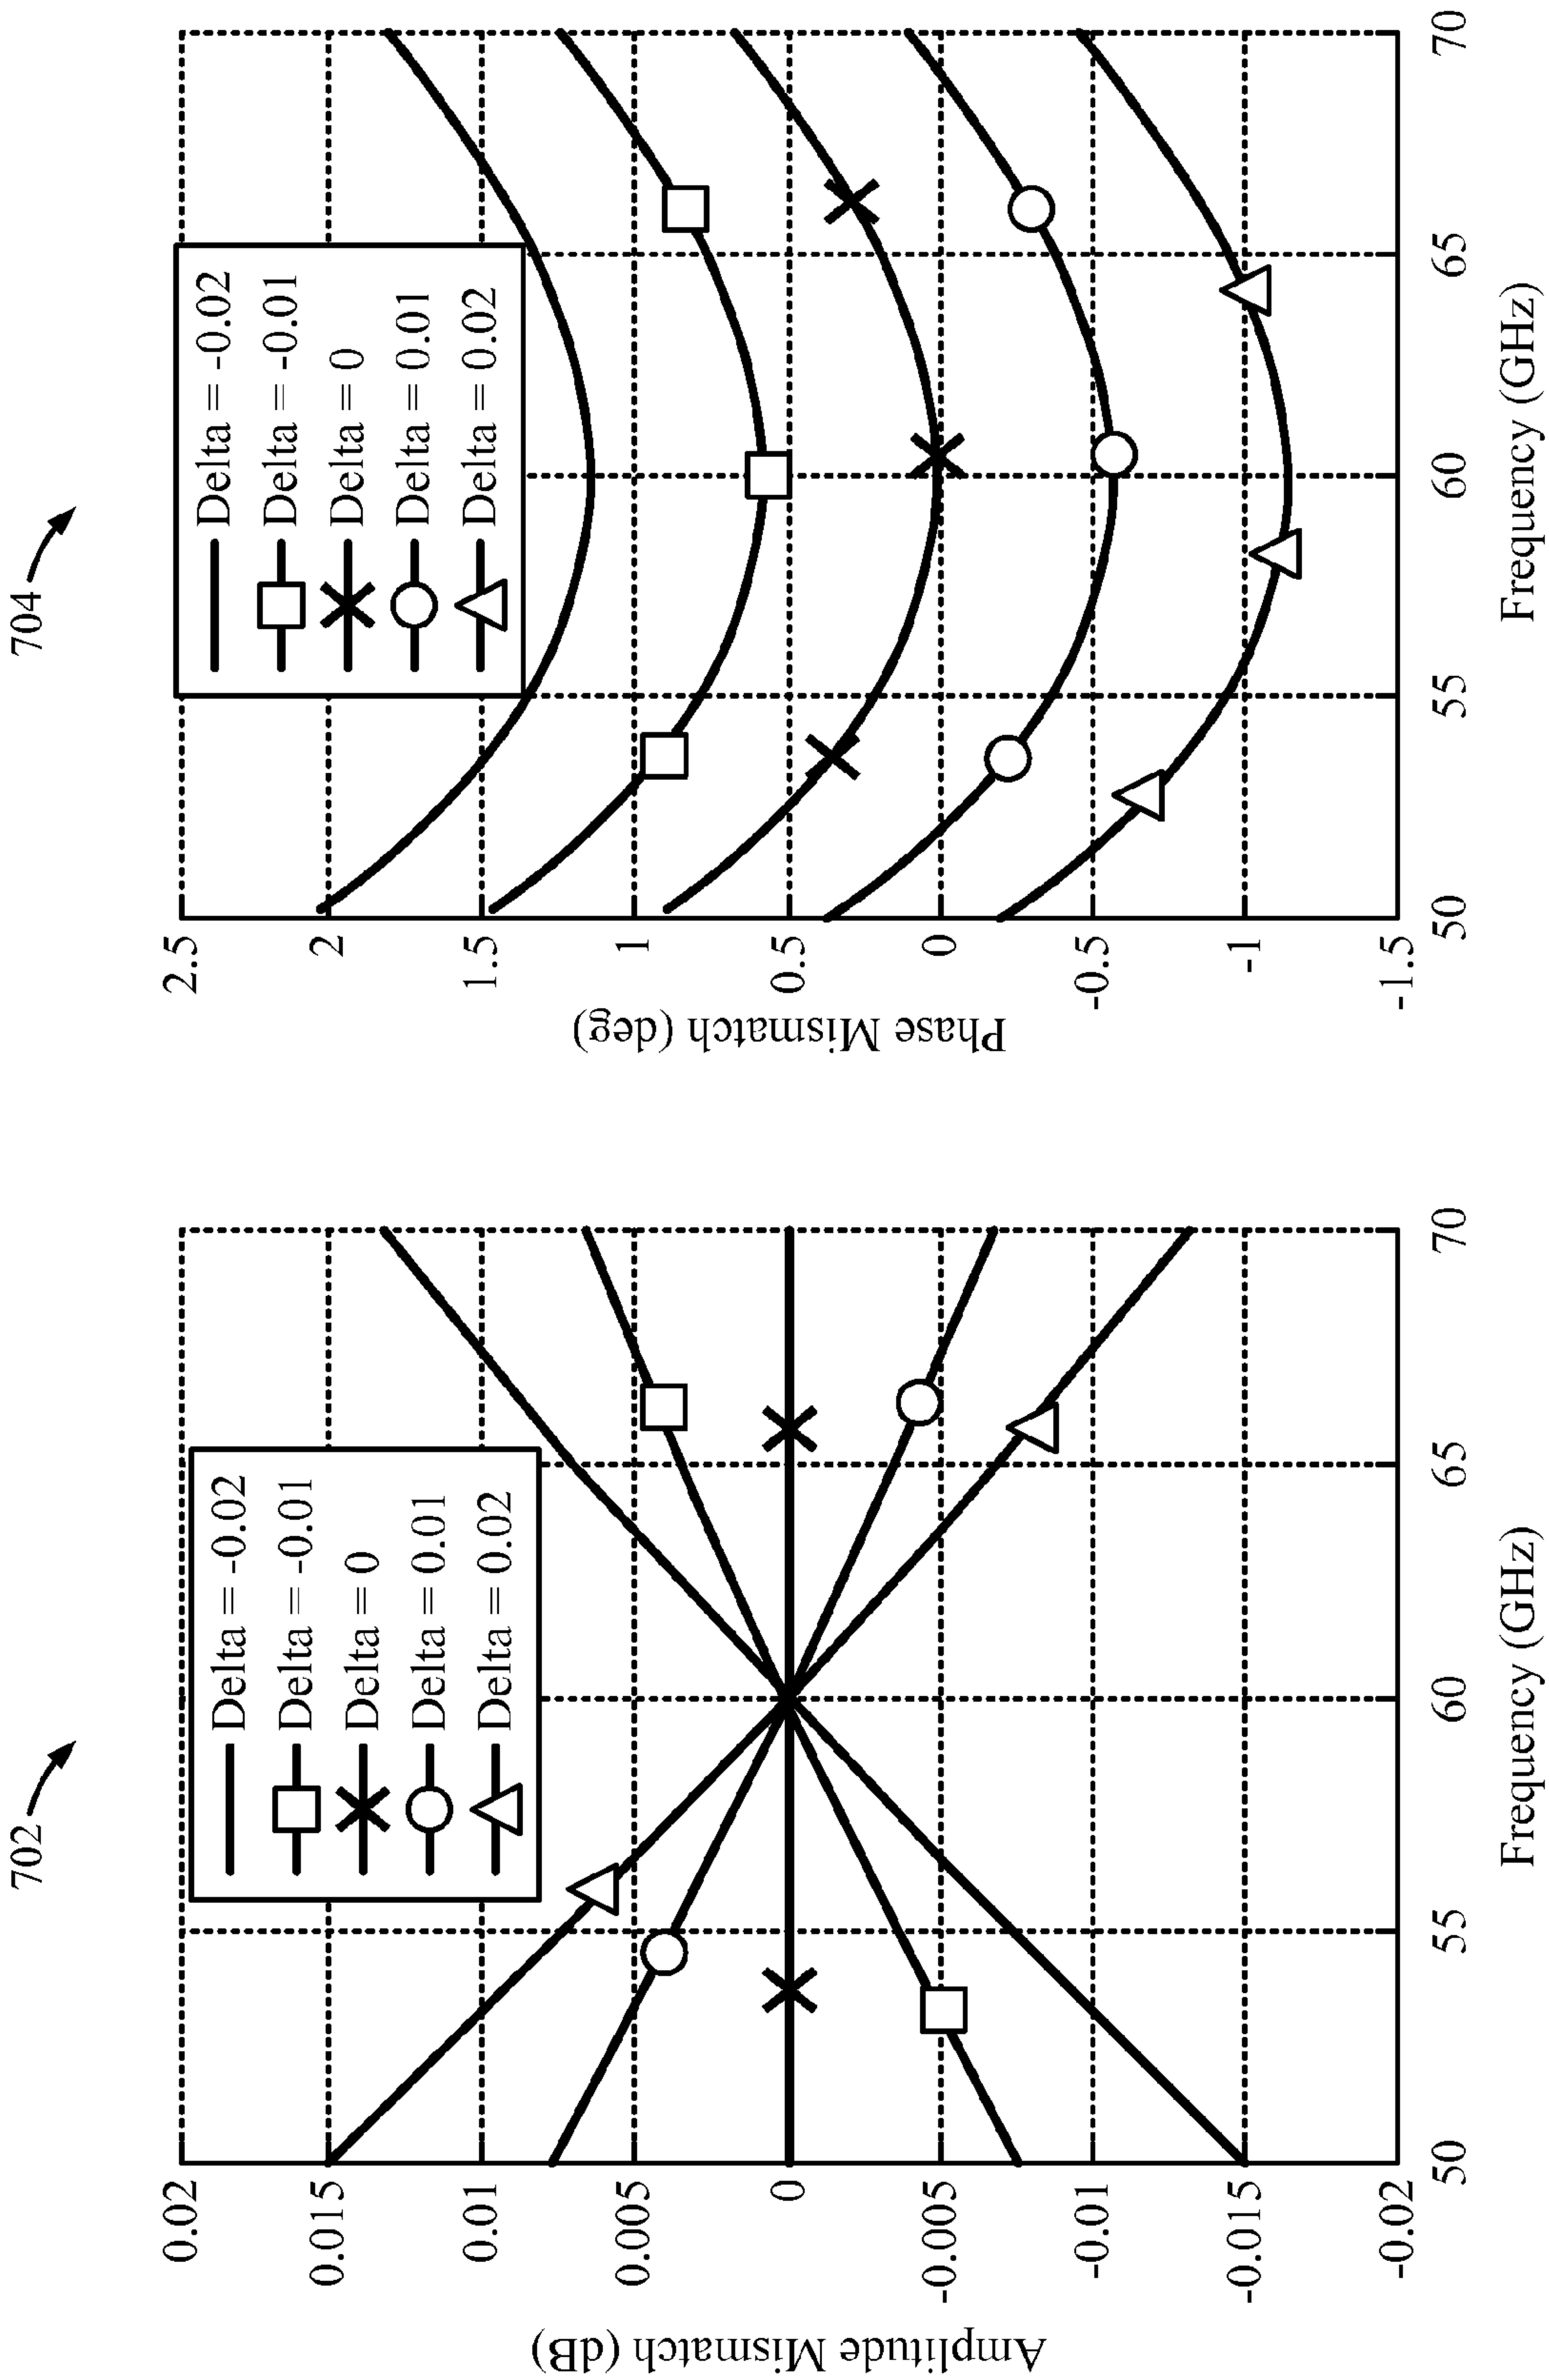 702
Amplitude Mismatch (dB)
0.02
0.015
0.01
0.005
0
-0.005
-0.01
-0.015
-0.02
Delta = -0.02
Delta = -0.01
Delta = 0
Delta = 0.01
Delta = 0.02
50
55
60
65
70
Frequency (GHz)
704
Phase Mismatch (deg)
2.5
2
1.5
1
0.5
0
-0.5
-1
-1.5
Delta = -0.02
Delta = -0.01
Delta = 0
Delta = 0.01
Delta = 0.02
50
55
60
65
70
Frequency (GHz)